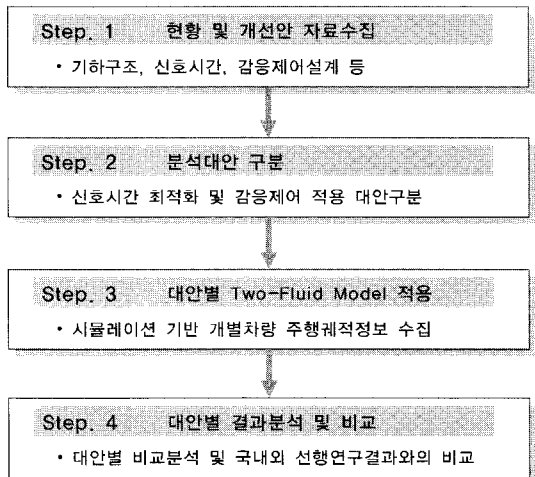 Step. 1 현황 및 개선안 자료수집
• 기하구조, 신호시간, 감응제어설계 등
Step. 2 분석대안 구분
• 신호시간 최적화 및 감응제어 적용 대안구분
Step. 3 대안별 Two-Fluid Model 적용
• 시뮬레이션 기반 개별차량 주행궤적정보 수집
Step. 4 대안별 결과분석 및 비교
• 대안별 비교분석 및 국내외 선행연구결과와의 비교